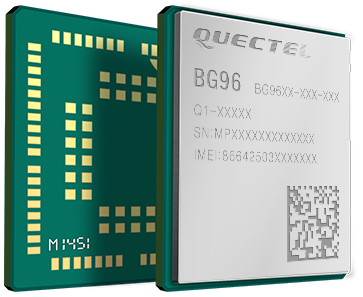 QUECTEL
BG96 BG96XX-XXX-XXX
Q1-XXXXX
SN:MPXXXXXXXXXXXXX
IMEI:86642503XXXXXXX
M14S1